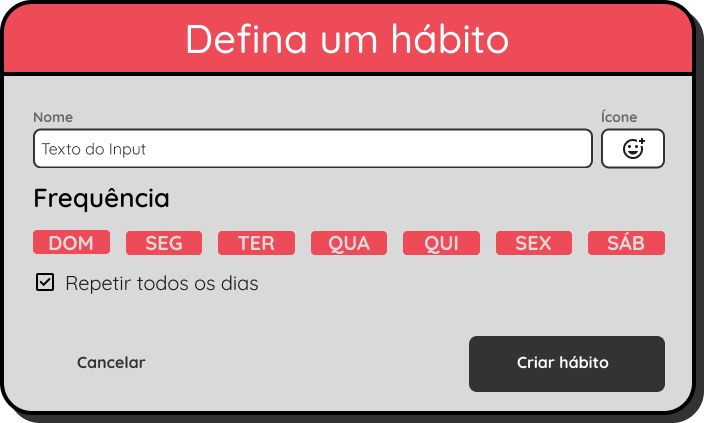 Defina um hábito
Nome Ícone
Texto do Input
Frequência
DOM SEG TER QUA QUI SEX SÁB
Repetir todos os dias
Cancelar Criar hábito